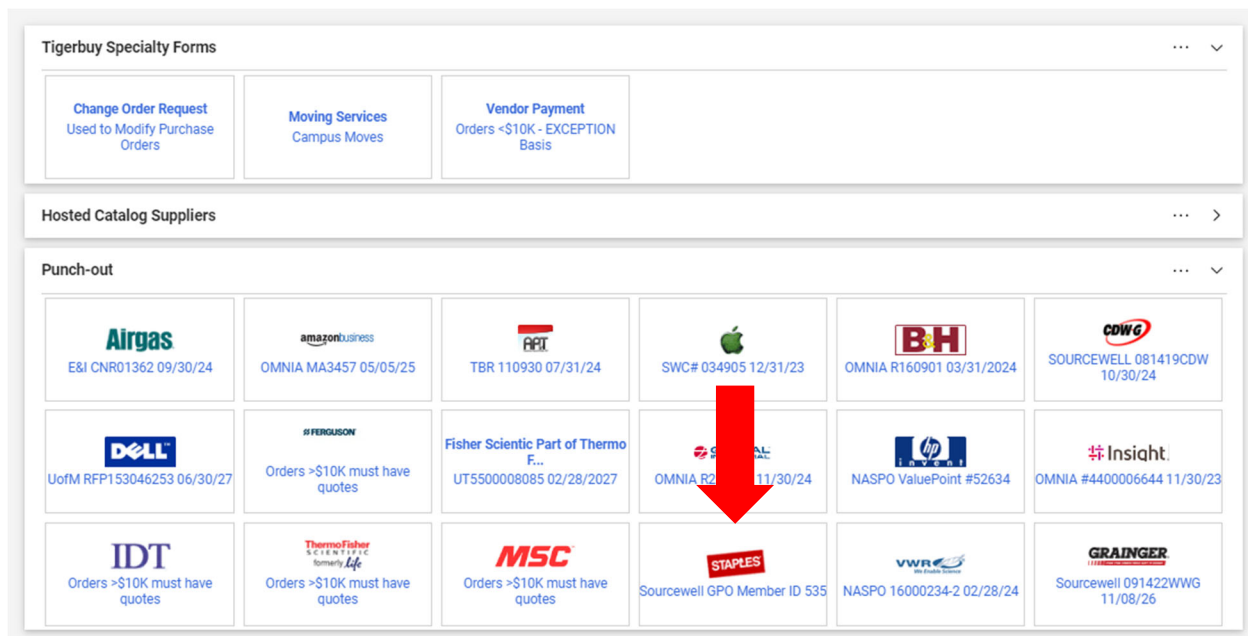 Tigerbuy Specialty Forms
Change Order Request
Used to Modify Purchase
Orders
Moving Services
Campus Moves
Vendor Payment
Orders <$10K - EXCEPTION
Basis
Hosted Catalog Suppliers
Punch-out
Airgas
E&I CNR01362 09/30/24
amazonbusiness
OMNIA MA3457 05/05/25
TBR 110930 07/31/24
SWC# 034905 12/31/23
B&H
OMNIA R160901 03/31/2024
CDWG
SOURCEWELL 081419CDW
10/30/24
DELL
UofM RFP153046253 06/30/27
FERGUSON
Orders >$10K must have
quotes
Fisher Scientic Part of Thermo
F...
UT5500008085 02/28/2027
OMNIA 11/30/24
hp
invent
NASPO ValuePoint #52634
Insight
OMNIA #4400006644 11/30/23
IDT
Orders >$10K must have
quotes
ThermoFisher
SCIENTIFIC
formerly life
Orders >$10K must have
quotes
MSC
Orders >$10K must have
quotes
STAPLES
Sourcewell GPO Member ID 535
VWR
We Enable Science
NASPO 16000234-2 02/28/24
GRAINGER
Sourcewell 091422WWG
11/08/26